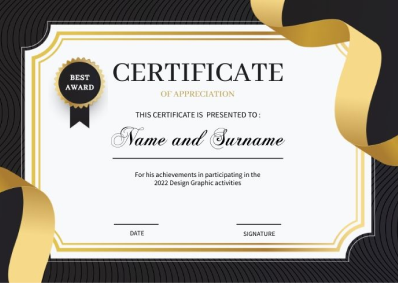 BEST
AWARD
CERTIFICATE
OF APPRECIATION
THIS CERTIFICATE IS PRESENTED TO :
Name and Surname
For his achievements in participating in the
2022 Design Graphic activities
DATE
SIGNATURE